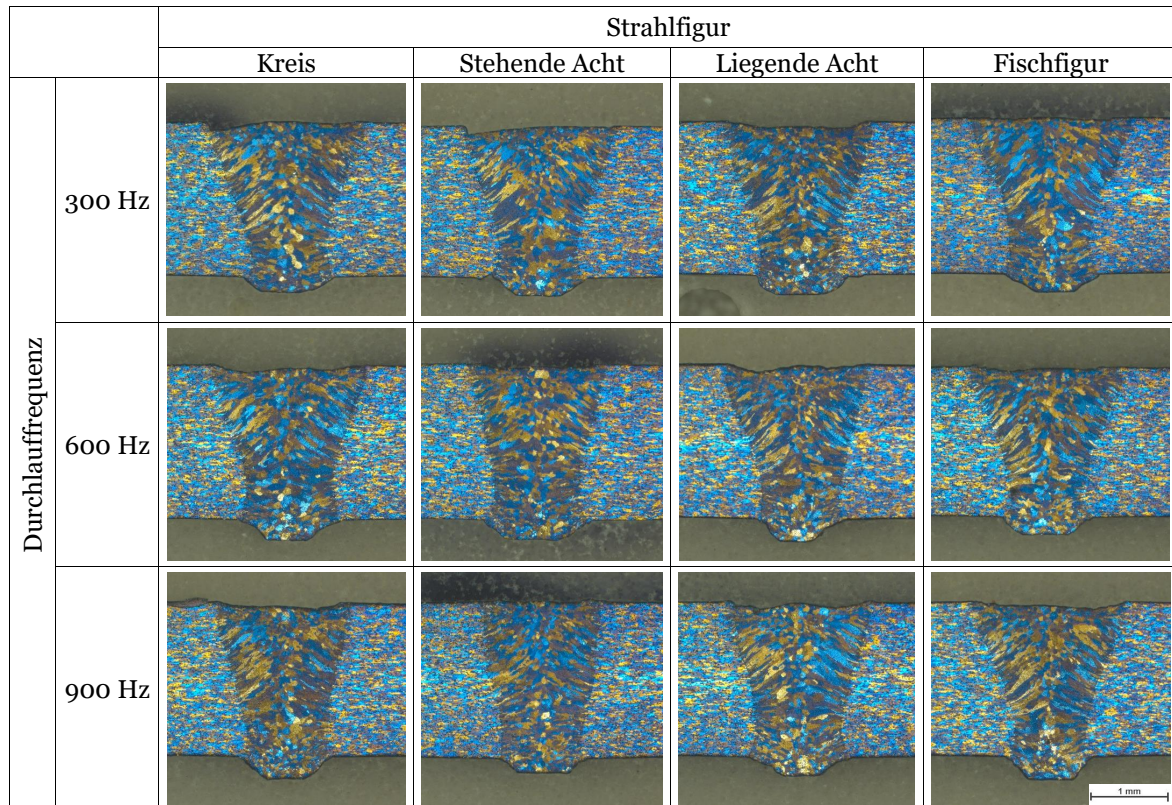 Strahlfigur
Kreis Stehende Acht Liegende Acht Fischfigur
Durchlauffrequenz
300 Hz
600 Hz
900 Hz
1 mm